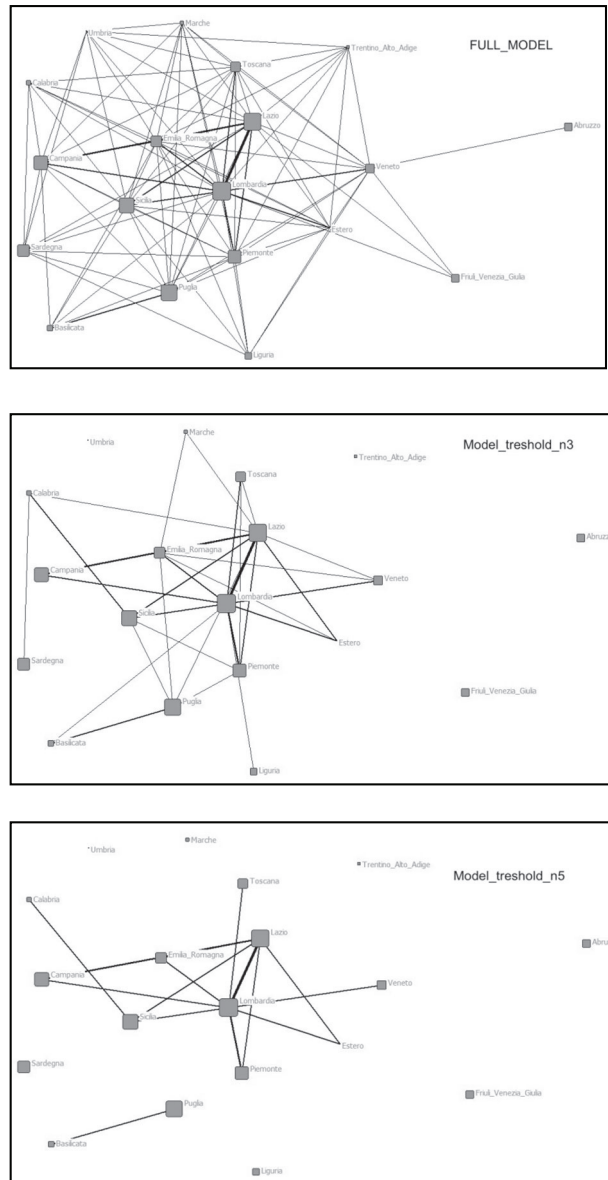 Marche
Umbria
Trentino_Alto_Adige
FULL_MODEL
Toscana
Calabria
Lazio
Abruzzo
Emilia_Romagna
Campania
Veneto
Lombardia
Sicilia
Estero
Sardegna
Piemonte
Friuli_Venezia_Giulia
Puglia
Basilicata
Liguria
Marche
Umbria
Model_treshold_n3
Trentino_Alto_Adige
Toscana
Calabria
Lazio
Abruzz
Emilia_Romagna
Campania
Veneto
Lombardia
Sicilia
Estero
Sardegna
Piemonte
Friuli_Venezia_Giulia
Puglia
Basilicata
Liguria
Marche
Umbria
Trentino_Alto_Adige
Model_treshold_n5
Toscana
Calabria
Lazio
Abru
Emilia_Romagna
Campania
Veneto
Lombardia
Sicilia
Estero
Sardegna
Piemonte
Friuli_Venezia_Giulia
Puglia
Basilicata
Liguria